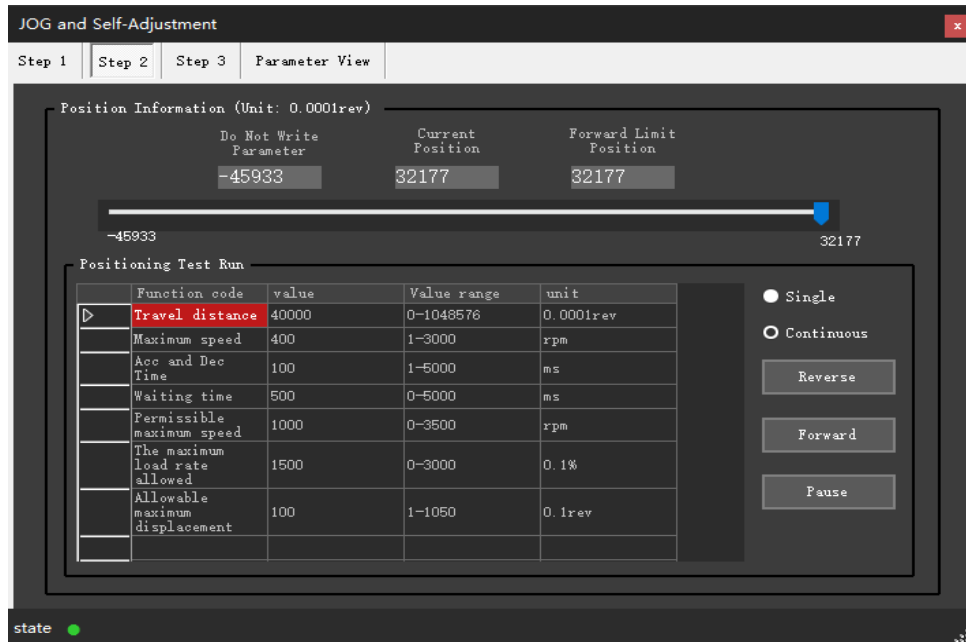 JOG and Self-Adjustment
x
Step 1 Step 2 Step 3 Parameter View
Position Information (Unit: 0.0001rev)
Do Not Write
Parameter
Current
Position
Forward Limit
Position
-45933 32177 32177
-45933 32177
Positioning Test Run
Function code value Value range unit
Travel distance 40000 0-1048576 0.0001rev
Maximum speed 400 1-3000 rpm
Acc and Dec
Time 100 1-5000 ms
Waiting time 500 0-5000 ms
Permissible
maximum speed 1000 0-3500 rpm
The maximum
load rate
allowed 1500 0-3000 0.1%
Allowable
maximum
displacement 100 1-1050 0.1rev
Single
Continuous
Reverse
Forward
Pause
state